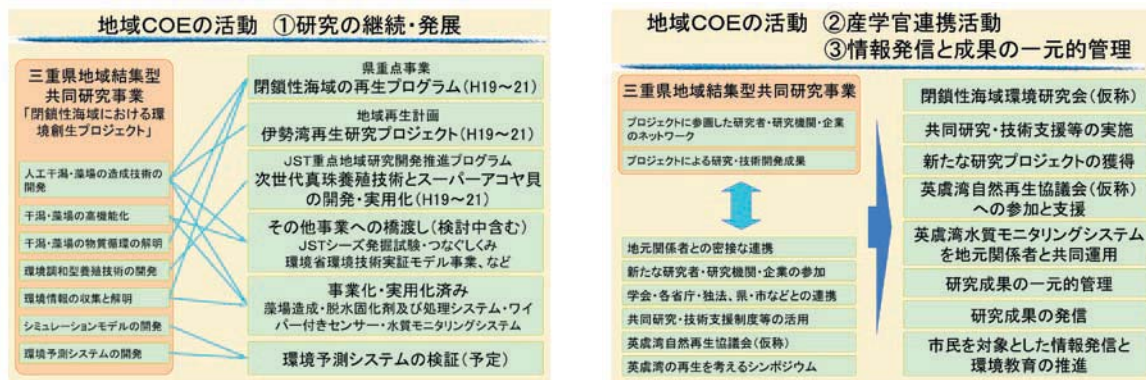 地域COEの活動 ①研究の継続・発展
三重県地域結集型
共同研究事業
「閉鎖性海域における環
境創生プロジェクト」
人工干潟・藻場の造成技術の
開発
干潟・藻場の高機能化
干潟・藻場の物質循環の解明
環境調和型養殖技術の開発
環境情報の収集と解明
シミュレーションモデルの開発
環境予測システムの開発
県重点事業
閉鎖性海域の再生プログラム(H19～21)
地域再生計画
伊勢湾再生研究プロジェクト(H19～21)
JST重点地域研究開発推進プログラム
次世代真珠養殖技術とスーパーアコヤ貝
の開発・実用化(H19～21)
その他事業への橋渡し(検討中含む)
JSTシーズ発掘試験・つなぐしくみ
環境省環境技術実証モデル事業、など
事業化・実用化済み
藻場造成・脱水固化剤及び処理システム・ワイ
パー付きセンサー・水質モニタリングシステム
環境予測システムの検証(予定)
地域COEの活動 ②産学官連携活動
③情報発信と成果の一元的管理
三重県地域結集型共同研究事業
プロジェクトに参画した研究者・研究機関・企業
のネットワーク
プロジェクトによる研究・技術開発成果
地元関係者との密接な連携
新たな研究者・研究機関・企業の参加
学会・各省庁・独法、県・市などとの連携
共同研究・技術支援制度等の活用
英虞湾自然再生協議会(仮称)
英虞湾の再生を考えるシンポジウム
閉鎖性海域環境研究会(仮称)
共同研究・技術支援等の実施
新たな研究プロジェクトの獲得
英虞湾自然再生協議会(仮称)
への参加と支援
英虞湾水質モニタリングシステム
を地元関係者と共同運用
研究成果の一元的管理
研究成果の発信
市民を対象とした情報発信と
環境教育の推進